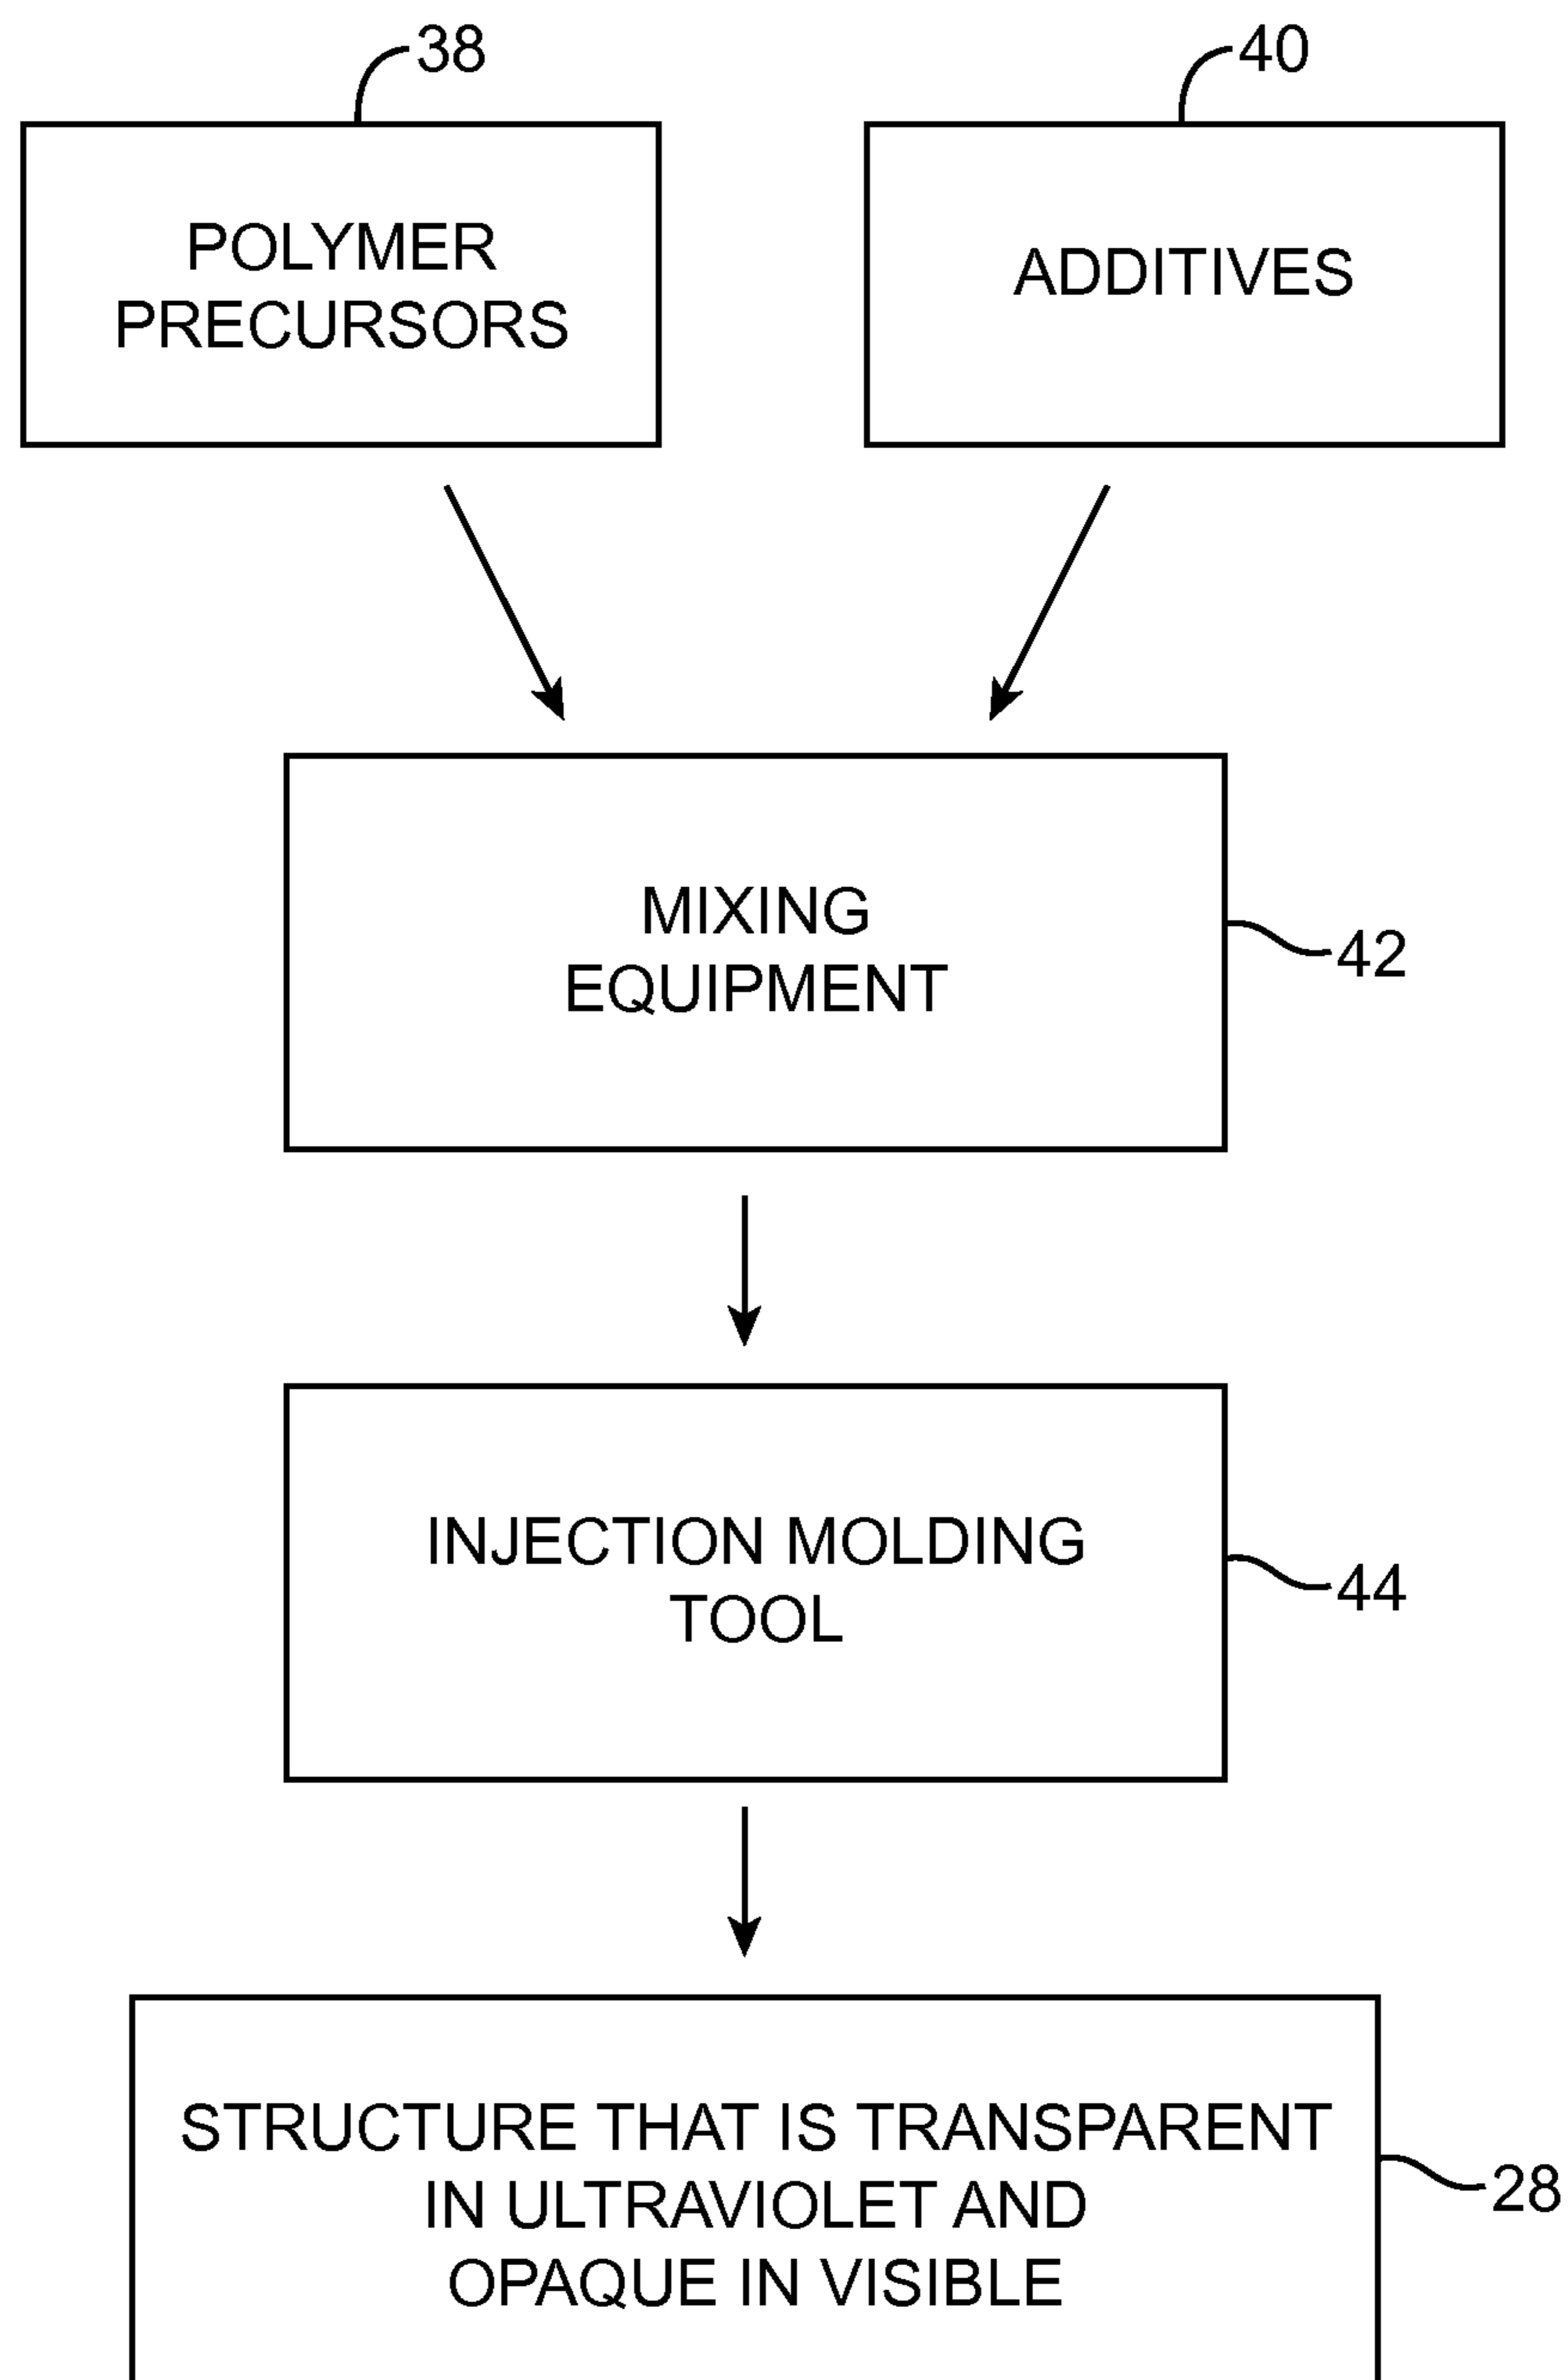 38
40
POLYMER
PRECURSORS
ADDITIVES
MIXING
EQUIPMENT
42
INJECTION MOLDING
TOOL
44
STRUCTURE THAT IS TRANSPARENT
IN ULTRAVIOLET AND
OPAQUE IN VISIBLE
28